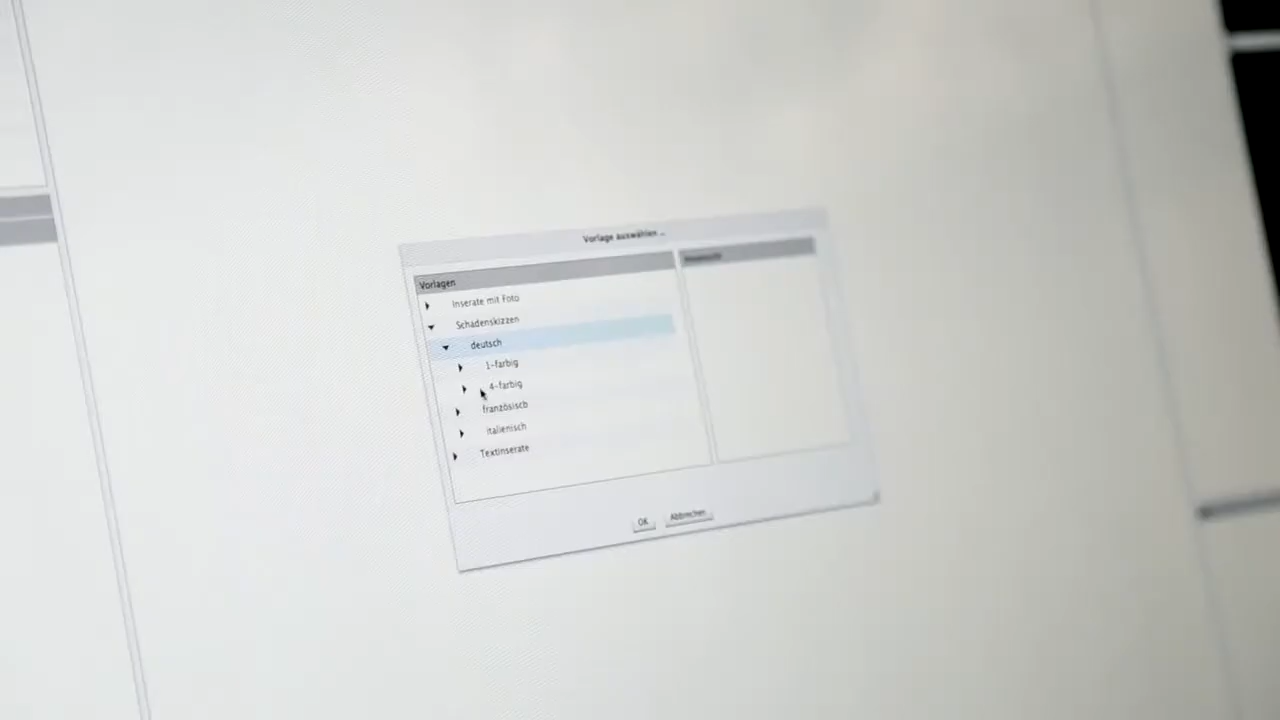 Vorlage auswählen ...
Vorlagen
Inserate mit Foto
Schadenskizzen
deutsch
1-farbig
4-farbig
französisch
italienisch
Textinserate
OK
Abbrechen